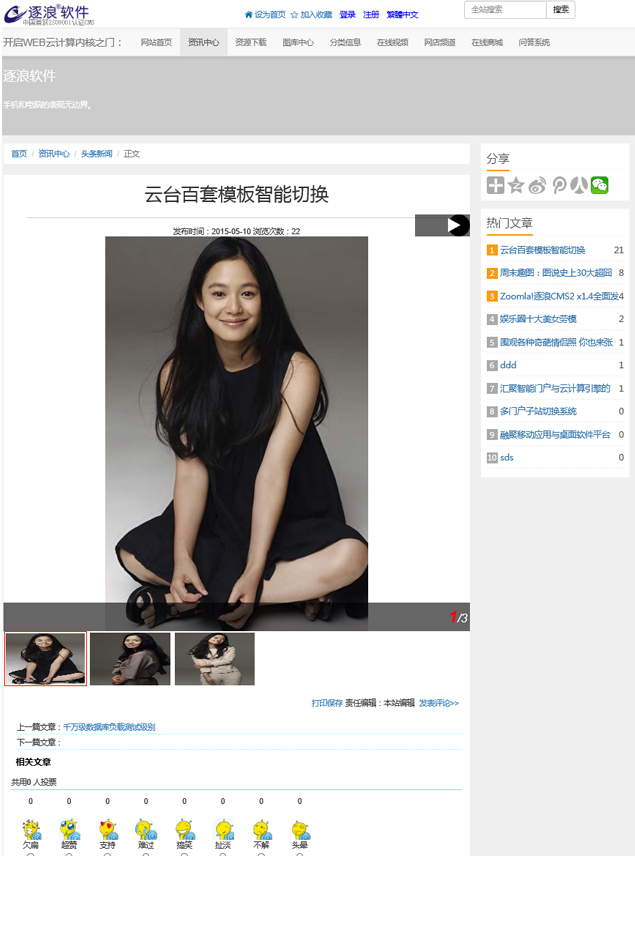 逐浪®软件
中国首获ISO9001认证CMS
设为首页 ☆ 加入收藏 登录 注册 繁體中文
全站搜索 搜索
开启WEB云计算内核之门：
网站首页 资讯中心 资源下载 图库中心 分类信息 在线视频 网店频道 在线商城 问答系统
逐浪软件
手机和电脑的表现无边界。
首页 / 资讯中心 / 头条新闻 / 正文
云台百套模板智能切换
发布时间：2015-05-10 浏览次数：22
1/3
打印保存 责任编辑：本站编辑 发表评论>>
上一篇文章：千万级数据库负载测试级别
下一篇文章：
相关文章
共用0 人投票
0 0 0 0 0 0 0 0
欠扁 超赞 支持 难过 搞笑 扯淡 不解 头晕
分享
热门文章
1 云台百套模板智能切换 21
2 周末趣图：图说史上30大超回 8
3 Zoomla!逐浪CMS2 x1.4全面发 4
4 娱乐圈十大美女劳模 2
5 围观各种奇葩情侣照 你也来张 1
6 ddd 1
7 汇聚智能门户与云计算引擎的 1
8 多门户子站切换系统 0
9 融聚移动应用与桌面软件平台 0
10 sds 0